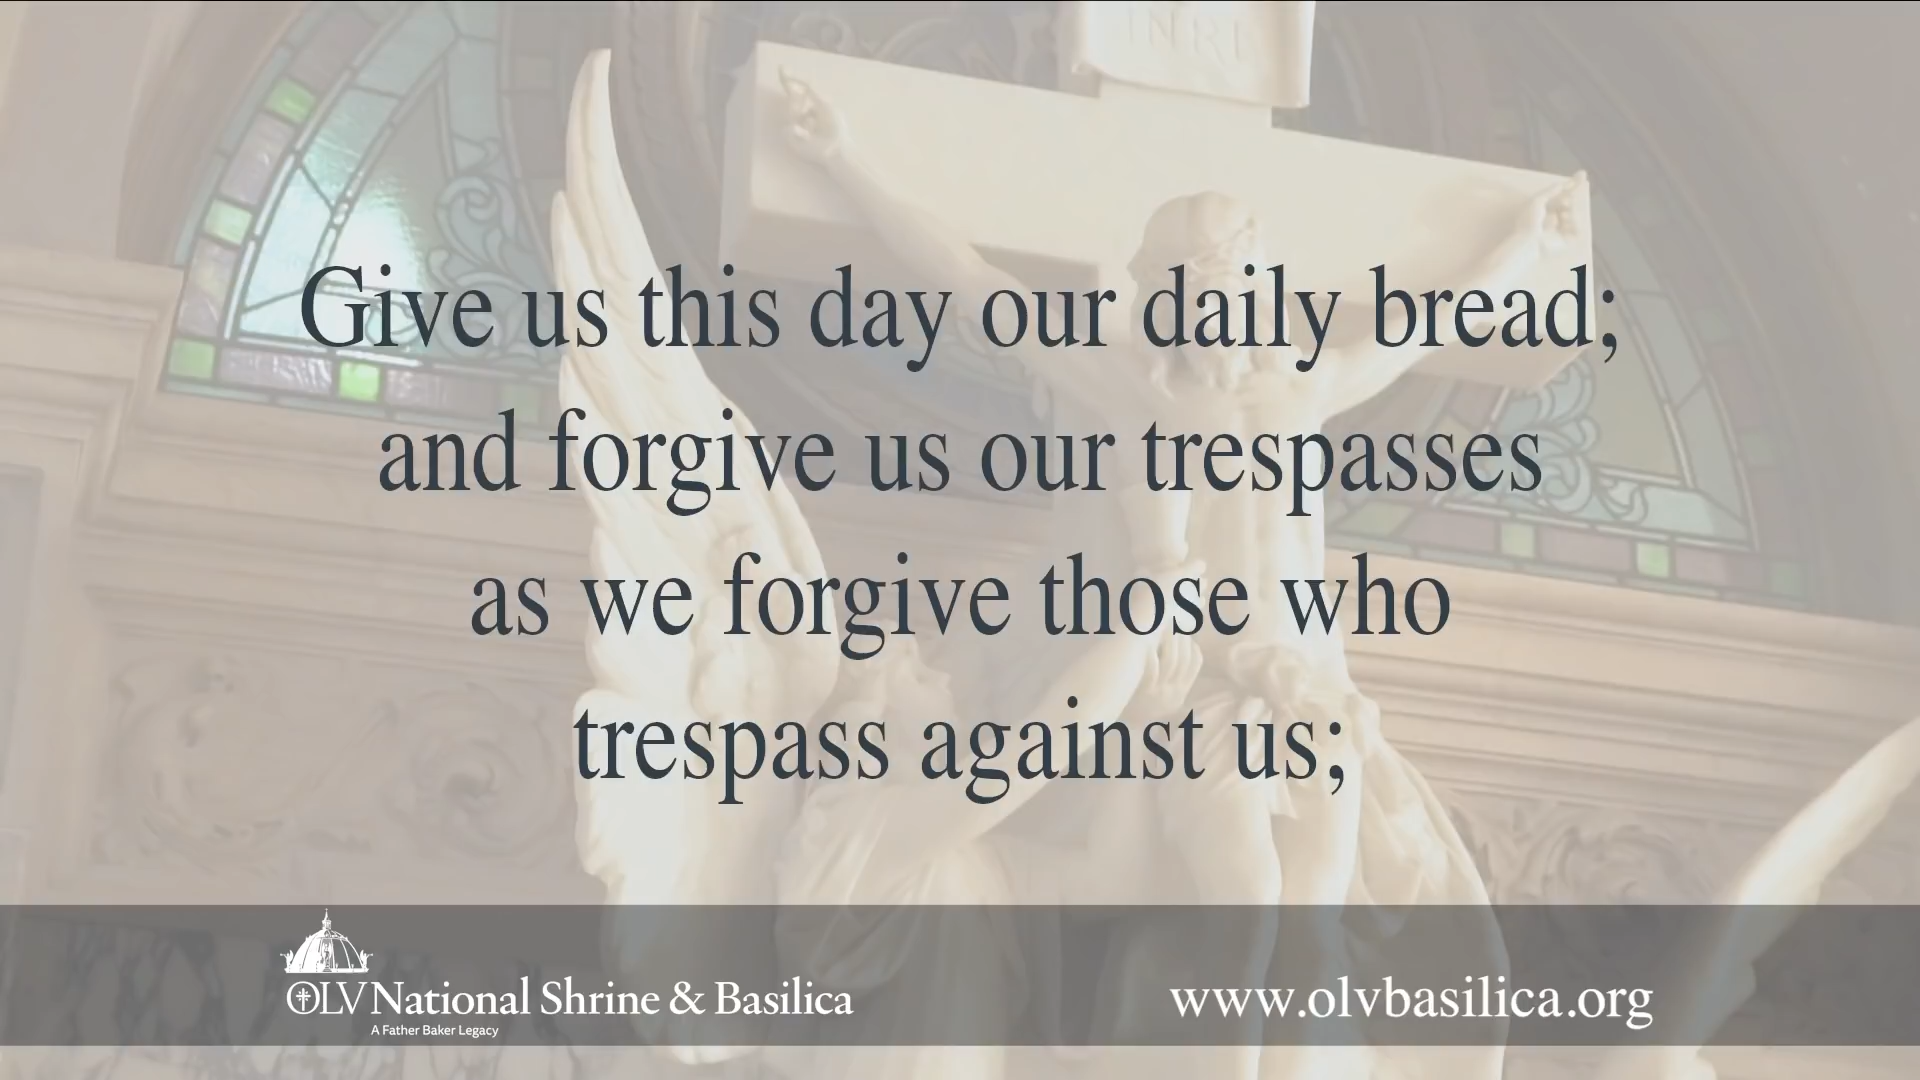 INRI
Give us this day our daily bread;
and forgive us our trespasses
as we forgive those who
trespass against us;
OLV National Shrine & Basilica
A Father Baker Legacy
www.olvbasilica.org